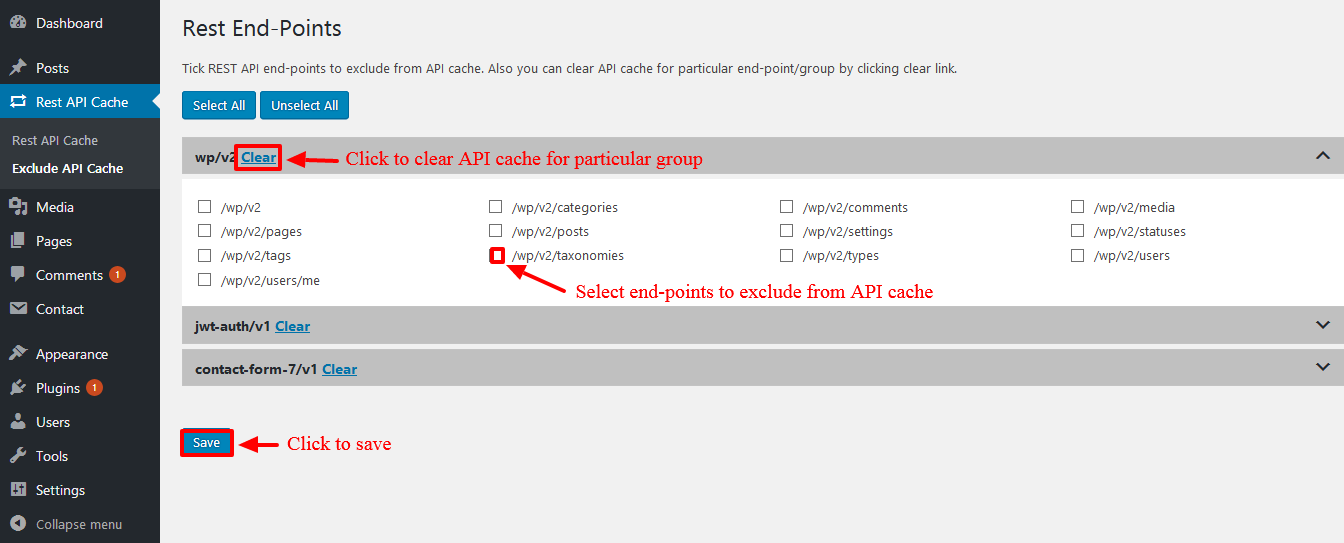 Dashboard
Posts
Rest API Cache
Rest API Cache
Exclude API Cache
Media
Pages
Comments 1
Contact
Appearance
Plugins 1
Users
Tools
Settings
Collapse menu
Rest End-Points
Tick REST API end-points to exclude from API cache. Also you can clear API cache for particular end-point/group by clicking clear link.
Select All Unselect All
wp/v2 Clear Click to clear API cache for particular group
/wp/v2 /wp/v2/categories /wp/v2/comments /wp/v2/media
/wp/v2/pages /wp/v2/posts /wp/v2/settings /wp/v2/statuses
/wp/v2/tags /wp/v2/taxonomies /wp/v2/types /wp/v2/users
/wp/v2/users/me
Select end-points to exclude from API cache
jwt-auth/v1 Clear
contact-form-7/v1 Clear
Save Click to save